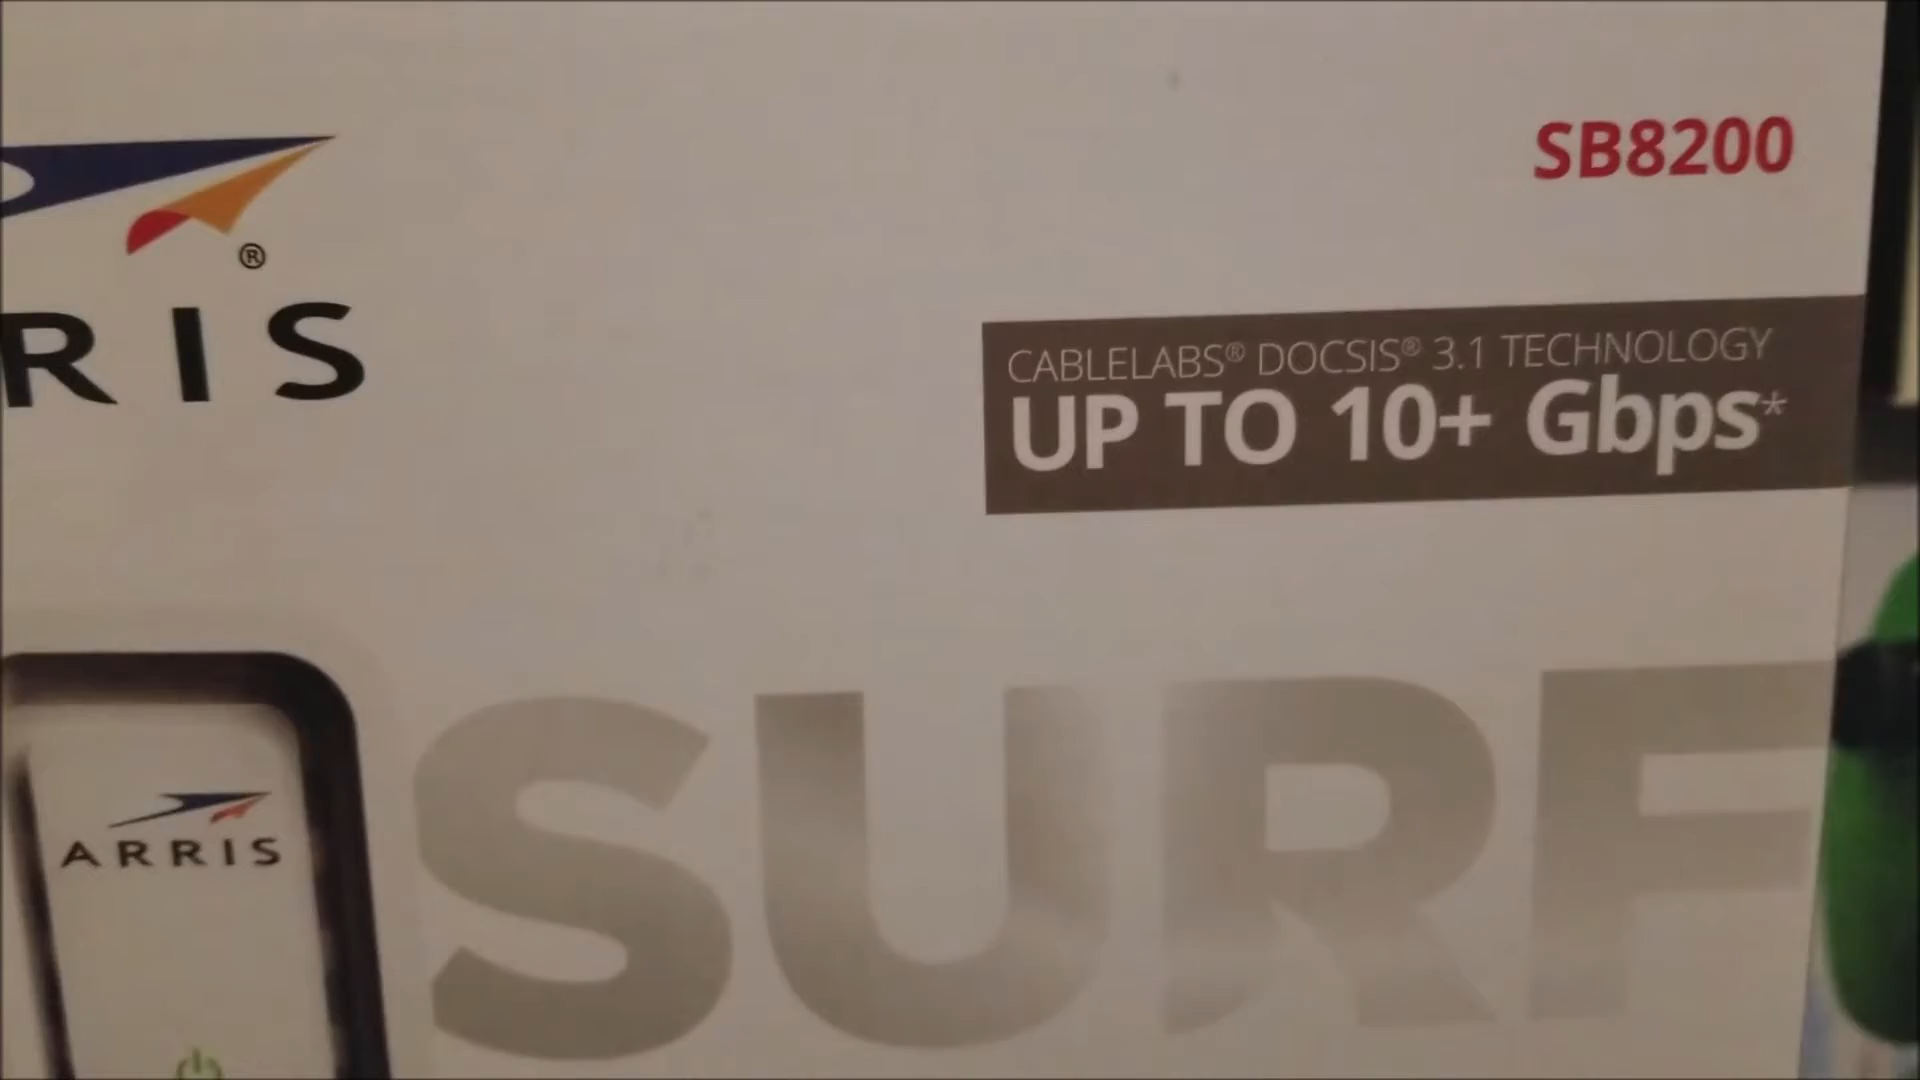 SB8200
®
RIS
CABLELABS® DOCSIS® 3.1 TECHNOLOGY
UP TO 10+ Gbps*
ARRIS
SURF